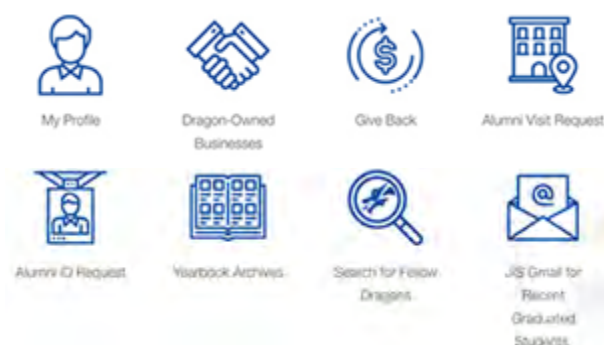 My Profile
Dragon-Owned
Businesses
Give Back
Alumni Visit Request
Alumni ID Request
Yearbook Archives
Search for Fellow
Dragons
@
JIS Gmail for
Recent
Graduated
Students